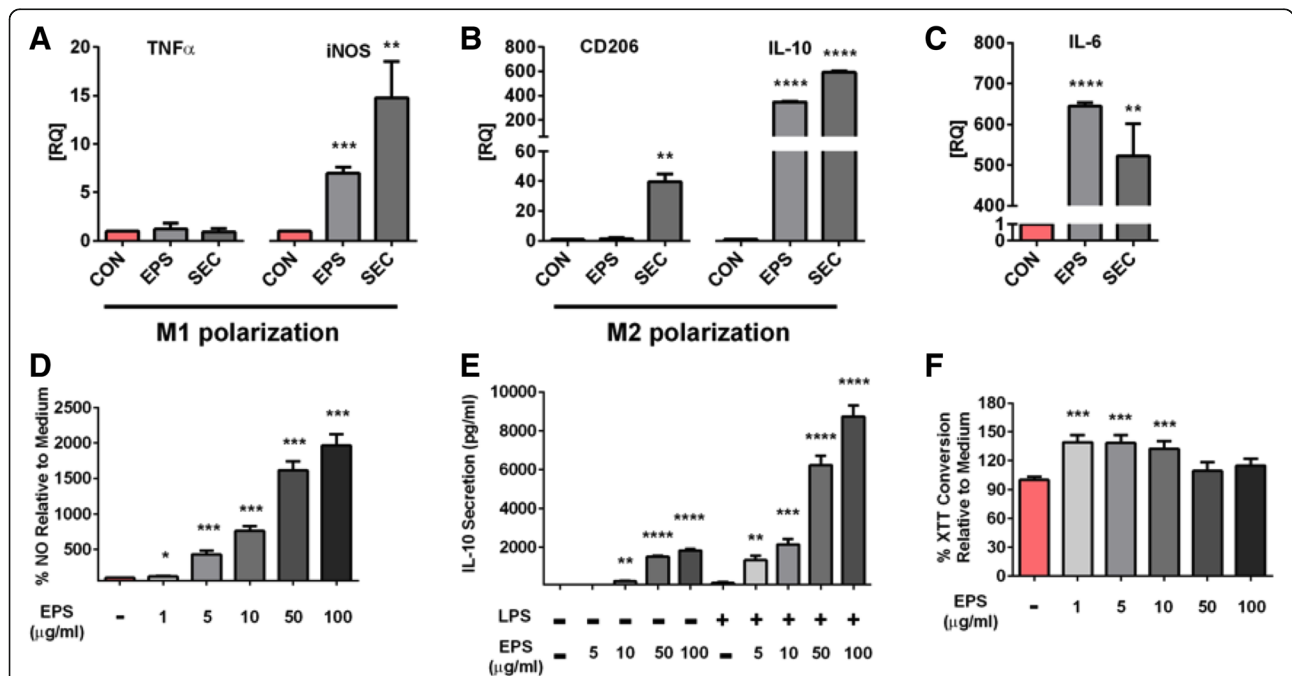 A
TNFα
iNOS
**
***
[RQ]
20
15
10
5
0
CON
EPS
SEC
CON
EPS
SEC
M1 polarization
B
CD206
IL-10
****
****
**
[RQ]
800
600
400
200
60
40
20
0
CON
EPS
SEC
CON
EPS
SEC
M2 polarization
C
IL-6
****
**
[RQ]
800
700
600
500
400
1
0
CON
EPS
SEC
D
% NO Relative to Medium
2500
2000
1500
1000
500
* *** *** *** ***
EPS - 1 5 10 50 100
(μg/ml)
E
IL-10 Secretion (pg/ml)
10000
8000
6000
4000
2000
** **** **** ** *** **** ****
LPS - - - - - + + + + +
EPS - 5 10 50 100 - 5 10 50 100
(μg/ml)
F
% XTT Conversion
Relative to Medium
180
150
120
90
60
30
0
*** *** ***
EPS - 1 5 10 50 100
(μg/ml)